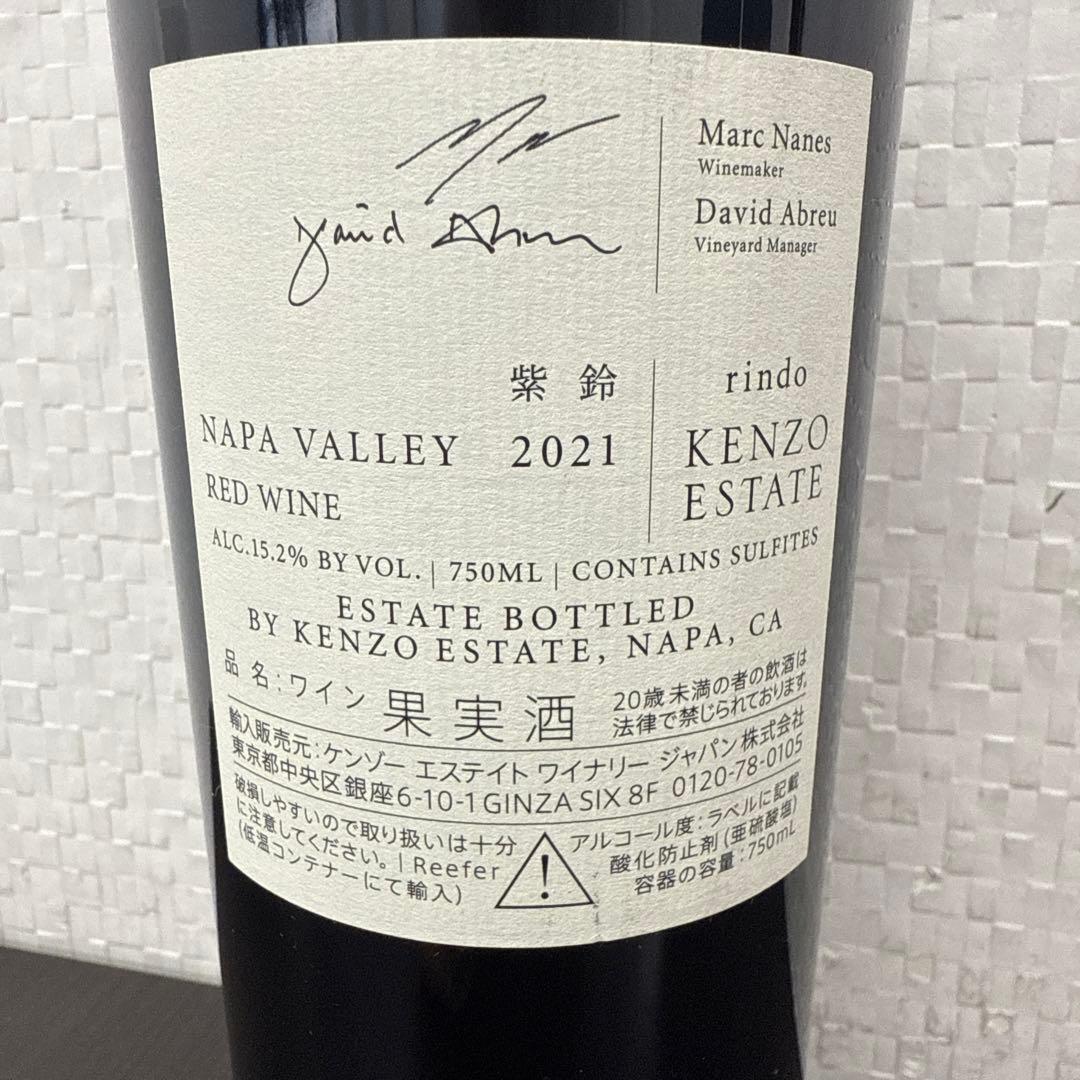 Marc Nanes
Winemaker
David Abreu
David Abreu
Vineyard Manager
紫鈴
rindo
NAPA VALLEY 2021
KENZO
ESTATE
RED WINE
ALC.15.2% BY VOL. | 750ML | CONTAINS SULFITES
ESTATE BOTTLED
BY KENZO ESTATE, NAPA, CA
品名:ワイン 果実酒
20歳未満の者の飲酒は
法律で禁じられております。
輸入販売元:ケンゾー エステイト ワイナリー ジャパン株式会社
東京都中央区銀座6-10-1 GINZA SIX 8F 0120-78-0105
破損しやすいので取り扱いは十分
に注意してください。| Reefer
(低温コンテナーにて輸入)
!
アルコール度:ラベルに記載
酸化防止剤(亜硫酸塩)
容器の容量:750mL